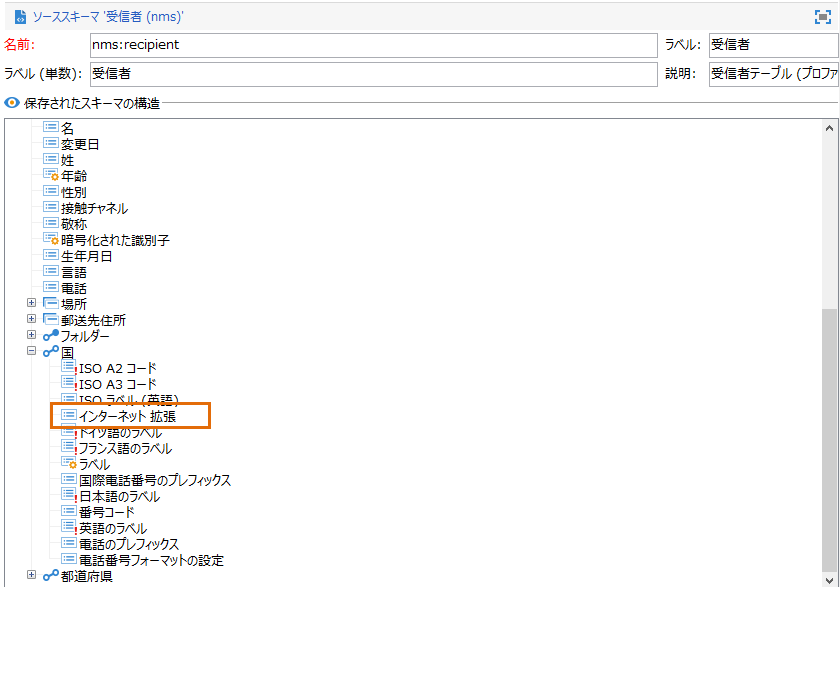 ソーススキーマ '受信者 (nms)'
名前: nms:recipient ラベル: 受信者
ラベル (単数): 受信者 説明: 受信者テーブル (プロファ
保存されたスキーマの構造
名
変更日
姓
年齢
性別
接触チャネル
敬称
暗号化された識別子
生年月日
言語
電話
場所
郵送先住所
フォルダー
国
ISO A2 コード
ISO A3 コード
ISO ラベル (英語)
インターネット 拡張
ドイツ語のラベル
フランス語のラベル
ラベル
国際電話番号のプレフィックス
日本語のラベル
番号コード
英語のラベル
電話のプレフィックス
電話番号フォーマットの設定
都道府県